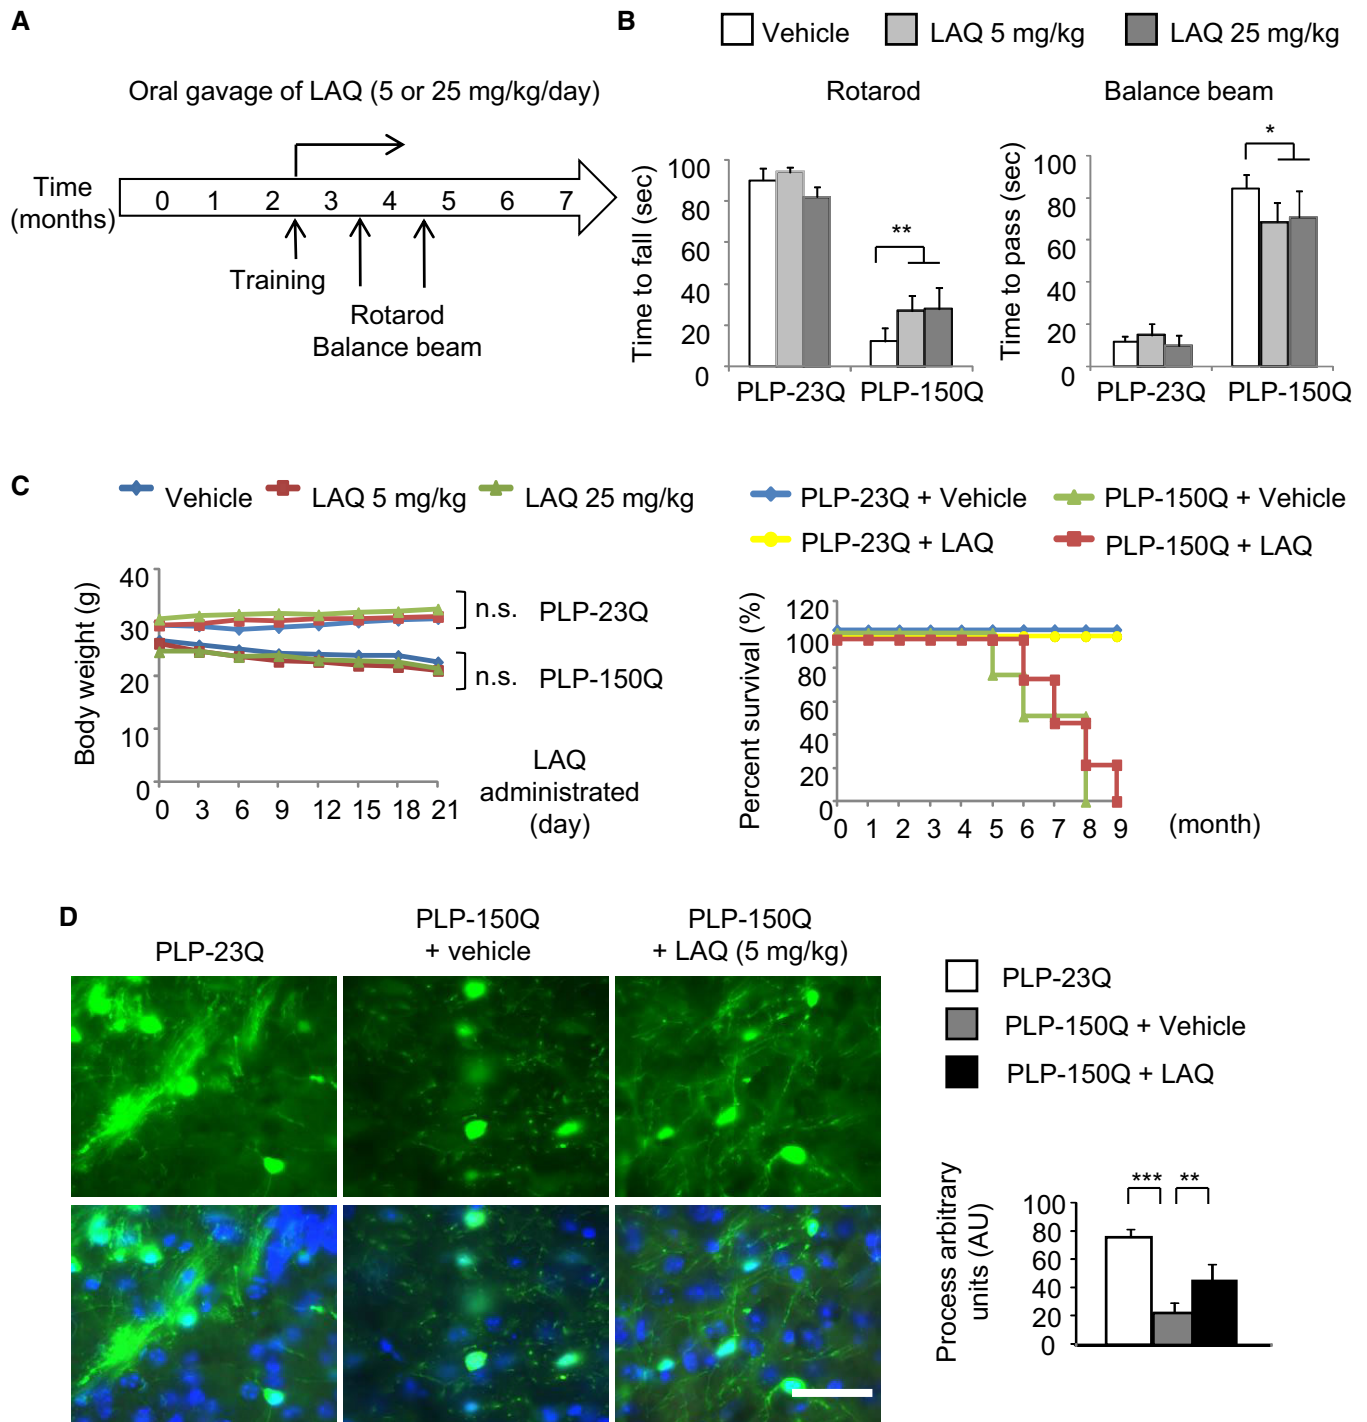 A
Oral gavage of LAQ (5 or 25 mg/kg/day)
Time (months)
0 1 2 3 4 5 6 7
Training
Rotarod
Balance beam
B
Vehicle LAQ 5 mg/kg LAQ 25 mg/kg
Rotarod
Time to fall (sec)
100
80
60
40
20
0
**
PLP-23Q PLP-150Q
Balance beam
Time to pass (sec)
100
80
60
40
20
0
*
PLP-23Q PLP-150Q
C
Vehicle LAQ 5 mg/kg LAQ 25 mg/kg
Body weight (g)
40
30
20
10
0
n.s. PLP-23Q
n.s. PLP-150Q
0 3 6 9 12 15 18 21
LAQ
administrated
(day)
PLP-23Q + Vehicle PLP-150Q + Vehicle
PLP-23Q + LAQ PLP-150Q + LAQ
Percent survival (%)
120
100
80
60
40
20
0
0 1 2 3 4 5 6 7 8 9 (month)
D
PLP-23Q
PLP-150Q
+ vehicle
PLP-150Q
+ LAQ (5 mg/kg)
PLP-23Q
PLP-150Q + Vehicle
PLP-150Q + LAQ
Process arbitrary
units (AU)
100
80
60
40
20
0
*** **